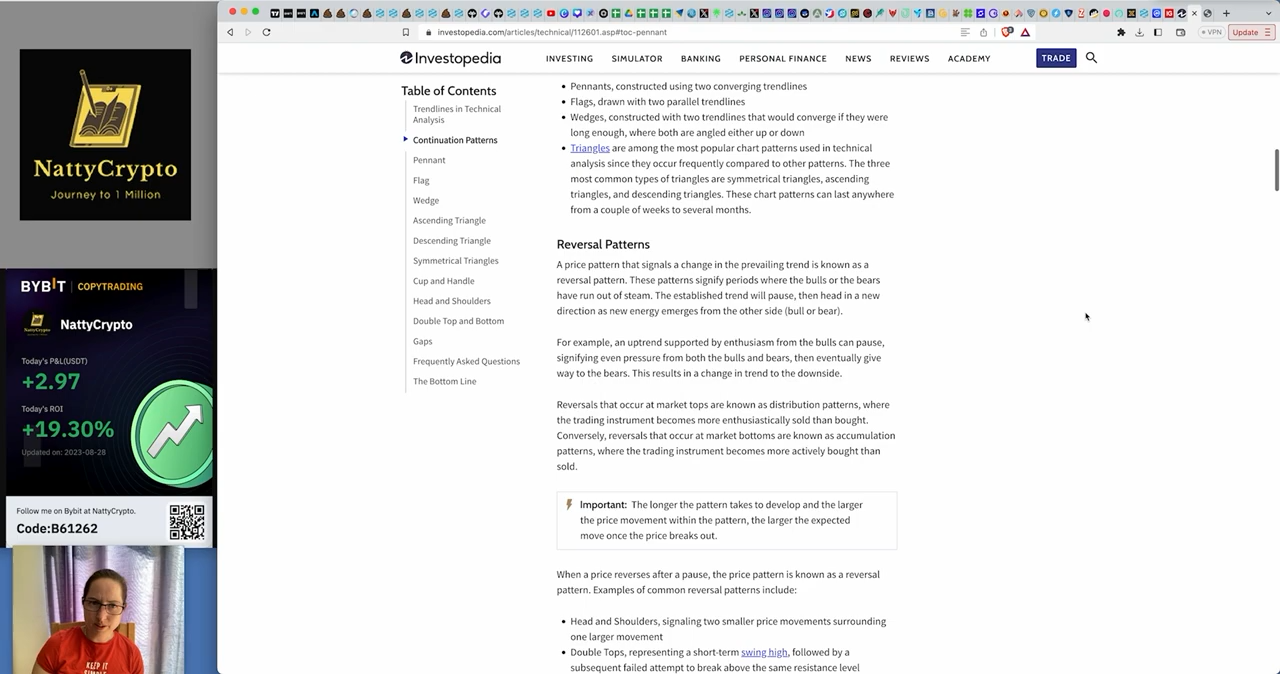 investopedia.com/articles/technical/112601.asp#toc-pennant
VPN
Update
Investopedia
INVESTING
SIMULATOR
BANKING
PERSONAL FINANCE
NEWS
REVIEWS
ACADEMY
TRADE
NattyCrypto
Journey to 1 Million
BYBIT | COPYTRADING
NattyCrypto
Today's P&L(USDT)
+2.97
Today's ROI
+19.30%
Updated on: 2023-08-28
Follow me on Bybit at NattyCrypto.
Code:B61262
KEEP IT
SIMPLE
Table of Contents
Trendlines in Technical
Analysis
Continuation Patterns
Pennant
Flag
Wedge
Ascending Triangle
Descending Triangle
Symmetrical Triangles
Cup and Handle
Head and Shoulders
Double Top and Bottom
Gaps
Frequently Asked Questions
The Bottom Line
• Pennants, constructed using two converging trendlines
• Flags, drawn with two parallel trendlines
• Wedges, constructed with two trendlines that would converge if they were
long enough, where both are angled either up or down
• Triangles are among the most popular chart patterns used in technical
analysis since they occur frequently compared to other patterns. The three
most common types of triangles are symmetrical triangles, ascending
triangles, and descending triangles. These chart patterns can last anywhere
from a couple of weeks to several months.
Reversal Patterns
A price pattern that signals a change in the prevailing trend is known as a
reversal pattern. These patterns signify periods where the bulls or the bears
have run out of steam. The established trend will pause, then head in a new
direction as new energy emerges from the other side (bull or bear).
For example, an uptrend supported by enthusiasm from the bulls can pause,
signifying even pressure from both the bulls and bears, then eventually give
way to the bears. This results in a change in trend to the downside.
Reversals that occur at market tops are known as distribution patterns, where
the trading instrument becomes more enthusiastically sold than bought.
Conversely, reversals that occur at market bottoms are known as accumulation
patterns, where the trading instrument becomes more actively bought than
sold.
Important: The longer the pattern takes to develop and the larger
the price movement within the pattern, the larger the expected
move once the price breaks out.
When a price reverses after a pause, the price pattern is known as a reversal
pattern. Examples of common reversal patterns include:
• Head and Shoulders, signaling two smaller price movements surrounding
one larger movement
• Double Tops, representing a short-term swing high, followed by a
subsequent failed attempt to break above the same resistance level